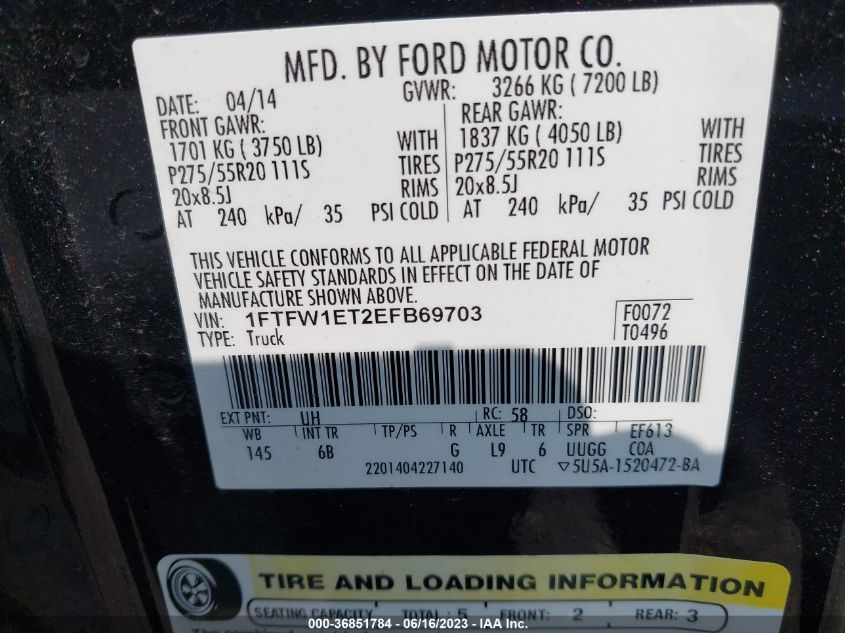 MFD. BY FORD MOTOR CO.
DATE: 04/14 GVWR: 3266 KG ( 7200 LB)
FRONT GAWR: REAR GAWR:
1701 KG ( 3750 LB) WITH 1837 KG ( 4050 LB) WITH
P275/55R20 111S TIRES P275/55R20 111S TIRES
20x8.5J RIMS 20x8.5J RIMS
AT 240 kPa/ 35 PSI COLD AT 240 kPa/ 35 PSI COLD
THIS VEHICLE CONFORMS TO ALL APPLICABLE FEDERAL MOTOR
VEHICLE SAFETY STANDARDS IN EFFECT ON THE DATE OF
MANUFACTURE SHOWN ABOVE.
VIN: 1FTFW1ET2EFB69703 F0072
TYPE: Truck T0496
EXT PNT: UH RC: 58 DSO:
WB INT TR TP/PS R AXLE TR SPR EF613
145 6B G L9 6 UUGG COA
2201404227140 UTC ▽5U5A-1520472-BA
TIRE AND LOADING INFORMATION
SEATING CAPACITY TOTAL : 5 FRONT: 2 REAR: 3
The combined
000-36851784 - 06/16/2023 - IAA Inc.